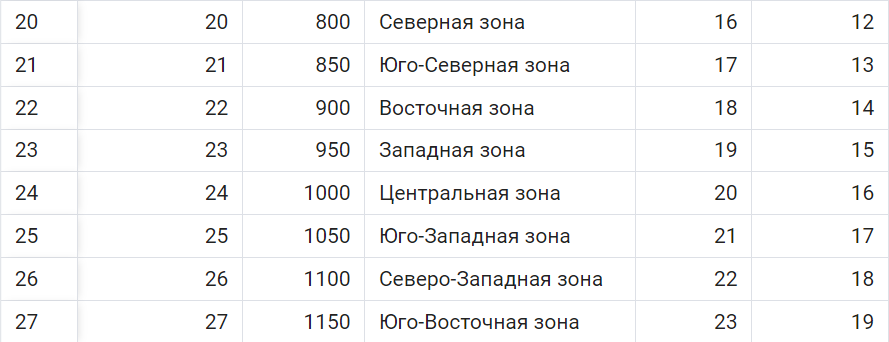 20 20 800 Северная зона 16 12
21 21 850 Юго-Северная зона 17 13
22 22 900 Восточная зона 18 14
23 23 950 Западная зона 19 15
24 24 1000 Центральная зона 20 16
25 25 1050 Юго-Западная зона 21 17
26 26 1100 Северо-Западная зона 22 18
27 27 1150 Юго-Восточная зона 23 19